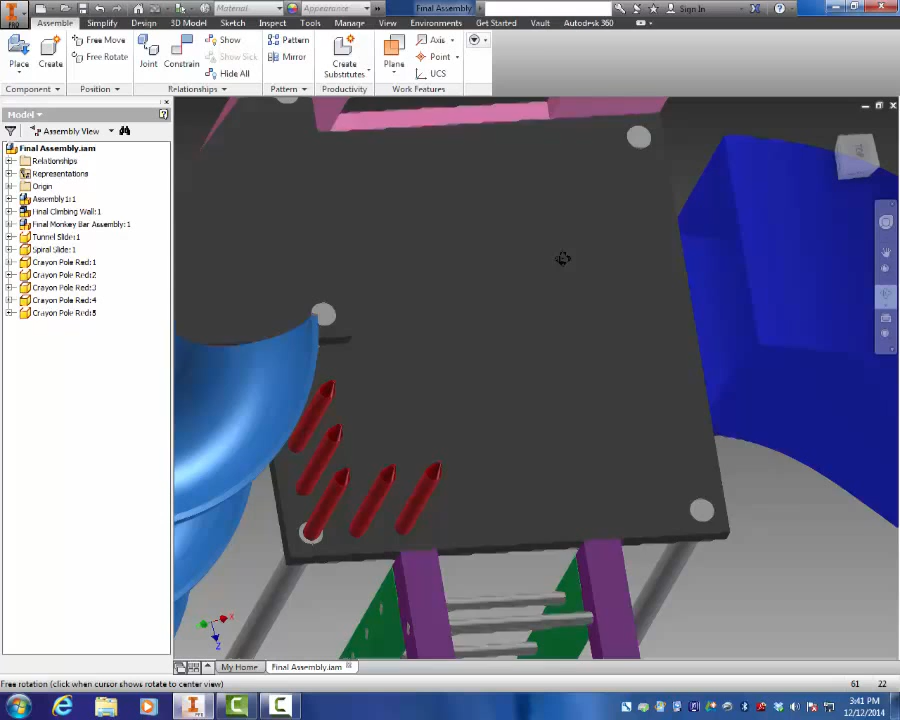 Material
Appearance
Final Assembly
Sign In
PRO
Assemble Simplify Design 3D Model Sketch Inspect Tools Manage View Environments Get Started Vault Autodesk 360
Free Move
Free Rotate
Show
Show Sick
Hide All
Pattern
Mirror
Axis
Point
UCS
Place Create Joint Constrain Create Substitutes Plane
Component Position Relationships Pattern Productivity Work Features
Model
Assembly View
Final Assembly.iam
Relationships
Representations
Origin
Assembly1:1
Final Climbing Wall:1
Final Monkey Bar Assembly:1
Tunnel Slide:1
Spiral Slide:1
Crayon Pole Red:1
Crayon Pole Red:2
Crayon Pole Red:3
Crayon Pole Red:4
Crayon Pole Red:5
TOP
X
Z
My Home Final Assembly.iam
Free rotation (click when cursor shows rotate to center view) 61 22
3:41 PM
12/12/2014